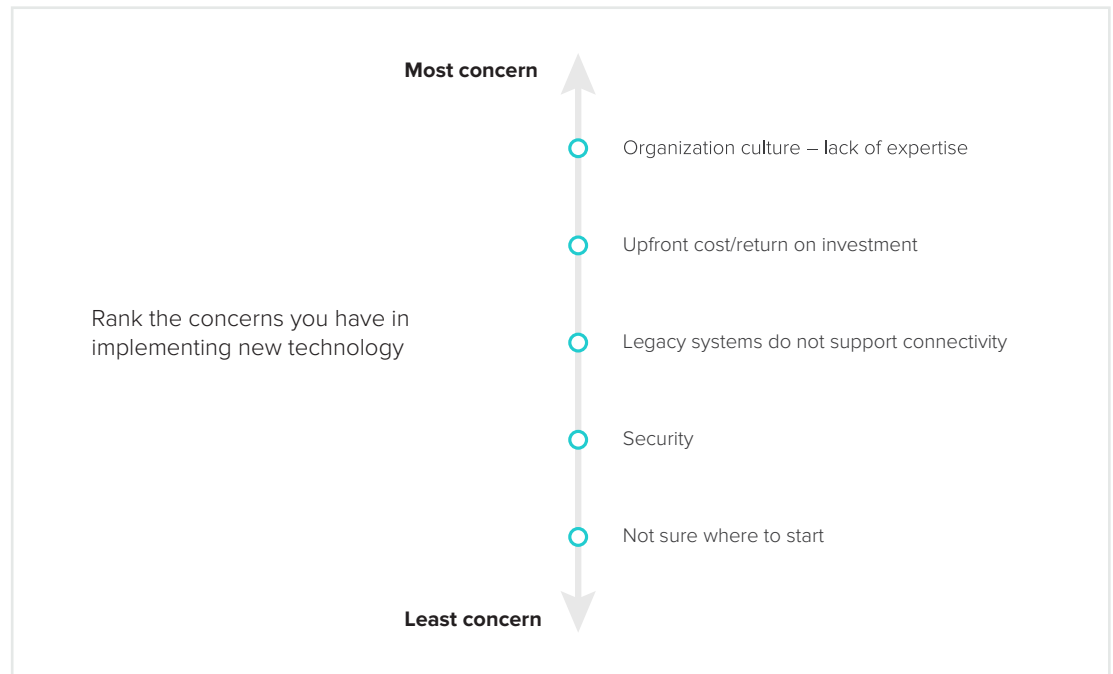 Most concern
Organization culture – lack of expertise
Upfront cost/return on investment
Rank the concerns you have in
implementing new technology
Legacy systems do not support connectivity
Security
Not sure where to start
Least concern